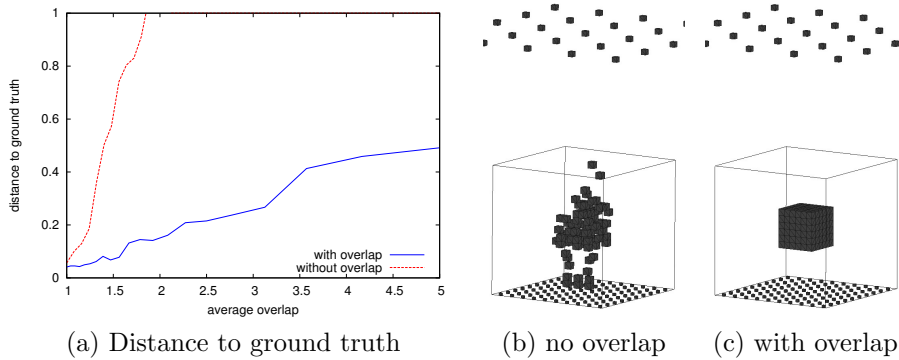 1
0.8
0.6
0.4
0.2
0
distance to ground truth
with overlap
without overlap
1 1.5 2 2.5 3 3.5 4 4.5 5
average overlap
(a) Distance to ground truth
(b) no overlap
(c) with overlap